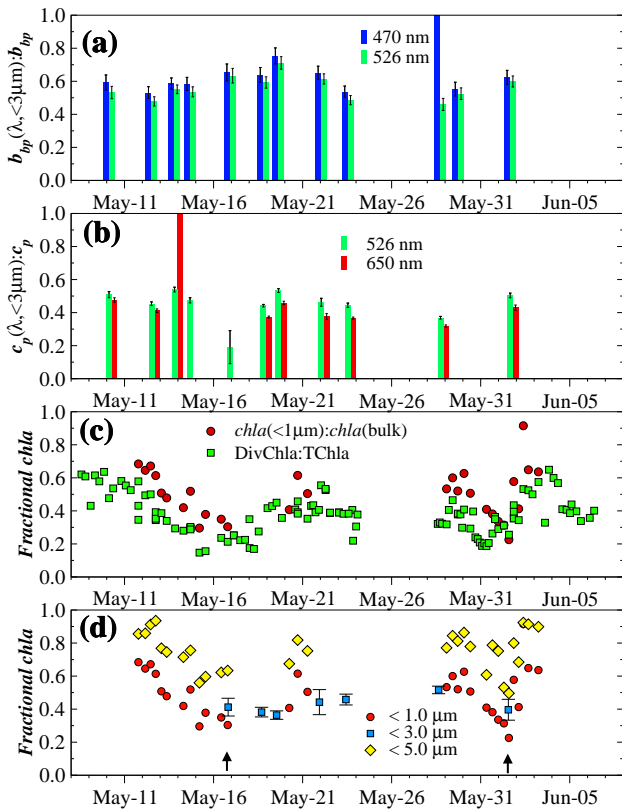 (a)
470 nm
526 nm
b_bp(λ,<3μm):b_bp
1.0
0.8
0.6
0.4
0.2
0.0
May-11 May-16 May-21 May-26 May-31 Jun-05
(b)
526 nm
650 nm
c_p(λ,<3μm):c_p
1.0
0.8
0.6
0.4
0.2
0.0
May-11 May-16 May-21 May-26 May-31 Jun-05
(c)
chla(<1μm):chla(bulk)
DivChla:TChla
Fractional chla
1.0
0.8
0.6
0.4
0.2
0.0
May-11 May-16 May-21 May-26 May-31 Jun-05
(d)
Fractional chla
1.0
0.8
0.6
0.4
0.2
0.0
< 1.0 μm
< 3.0 μm
< 5.0 μm
May-11 May-16 May-21 May-26 May-31 Jun-05